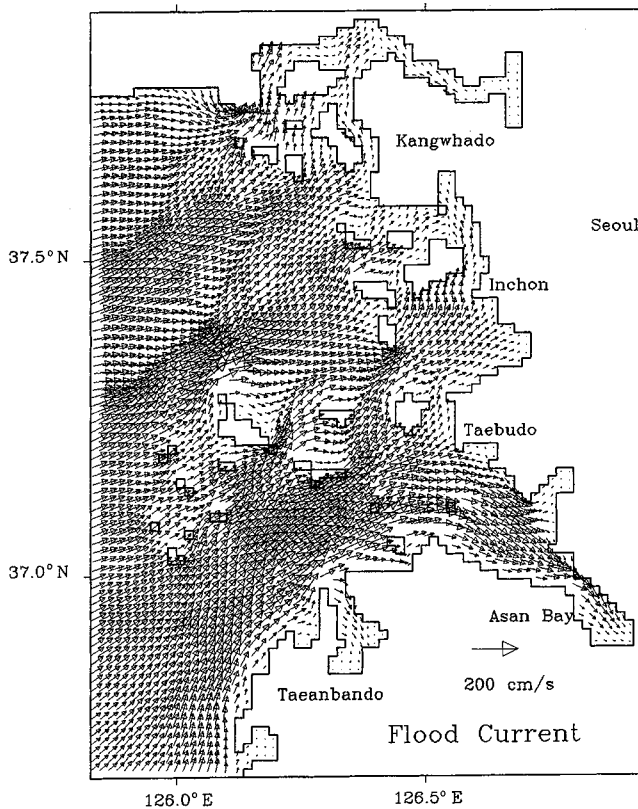 Kangwhado
Seoul
37.5° N
Inchon
Taebudo
37.0° N
Asan Bay
200 cm/s
Taeanbando
Flood Current
126.0° E
126.5° E